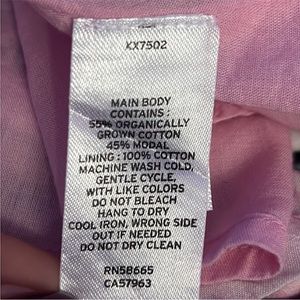 KX7502
MAIN BODY
CONTAINS :
55% ORGANICALLY
GROWN COTTON
45% MODAL
LINING : 100% COTTON
MACHINE WASH COLD,
GENTLE CYCLE,
WITH LIKE COLORS
DO NOT BLEACH
HANG TO DRY
COOL IRON, WRONG SIDE
OUT IF NEEDED
DO NOT DRY CLEAN
RN58665
CA57963